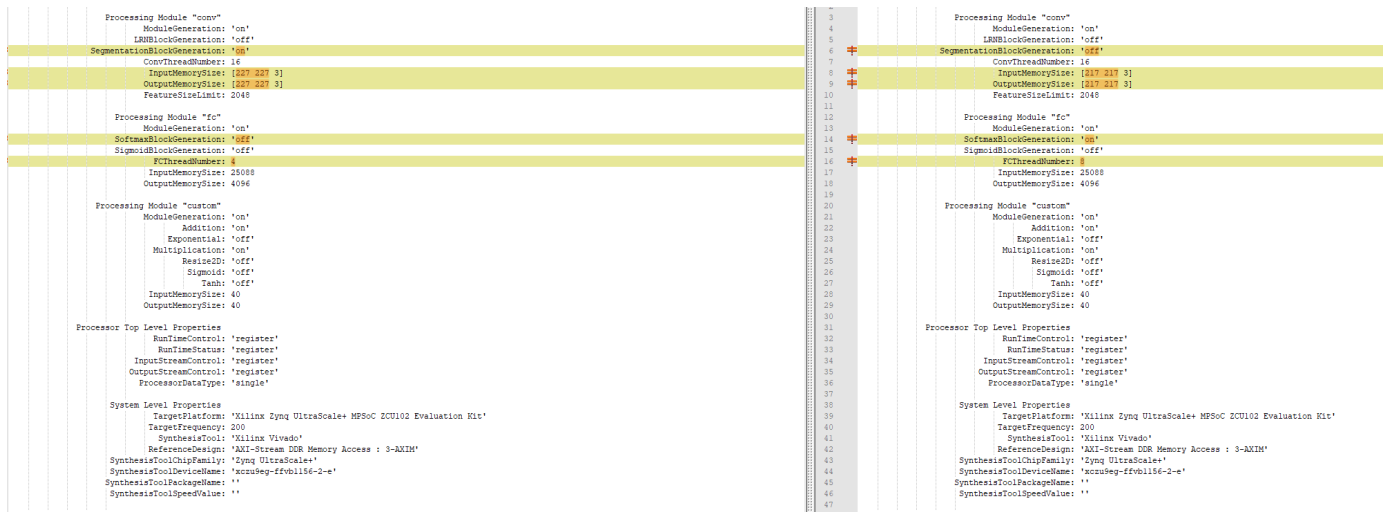 Processing Module "conv"
ModuleGeneration: 'on'
LRNBlockGeneration: 'off'
SegmentationBlockGeneration: 'on'
ConvThreadNumber: 16
InputMemorySize: [227 227 3]
OutputMemorySize: [227 227 3]
FeatureSizeLimit: 2048
Processing Module "fc"
ModuleGeneration: 'on'
SoftmaxBlockGeneration: 'off'
SigmoidBlockGeneration: 'off'
FCThreadNumber: 4
InputMemorySize: 25088
OutputMemorySize: 4096
Processing Module "custom"
ModuleGeneration: 'on'
Addition: 'on'
Exponential: 'off'
Multiplication: 'on'
Resize2D: 'off'
Sigmoid: 'off'
Tanh: 'off'
InputMemorySize: 40
OutputMemorySize: 40
Processor Top Level Properties
RunTimeControl: 'register'
RunTimeStatus: 'register'
InputStreamControl: 'register'
OutputStreamControl: 'register'
ProcessorDataType: 'single'
System Level Properties
TargetPlatform: 'Xilinx Zynq UltraScale+ MPSoC ZCU102 Evaluation Kit'
TargetFrequency: 200
SynthesisTool: 'Xilinx Vivado'
ReferenceDesign: 'AXI-Stream DDR Memory Access : 3-AXIM'
SynthesisToolChipFamily: 'Zynq UltraScale+'
SynthesisToolDeviceName: 'xczu9eg-ffvb1156-2-e'
SynthesisToolPackageName: ''
SynthesisToolSpeedValue: ''
3 Processing Module "conv"
4 ModuleGeneration: 'on'
5 LRNBlockGeneration: 'off'
6 SegmentationBlockGeneration: 'off'
7 ConvThreadNumber: 16
8 InputMemorySize: [217 217 3]
9 OutputMemorySize: [217 217 3]
10 FeatureSizeLimit: 2048
11
12 Processing Module "fc"
13 ModuleGeneration: 'on'
14 SoftmaxBlockGeneration: 'on'
15 SigmoidBlockGeneration: 'off'
16 FCThreadNumber: 8
17 InputMemorySize: 25088
18 OutputMemorySize: 4096
19
20 Processing Module "custom"
21 ModuleGeneration: 'on'
22 Addition: 'on'
23 Exponential: 'off'
24 Multiplication: 'on'
25 Resize2D: 'off'
26 Sigmoid: 'off'
27 Tanh: 'off'
28 InputMemorySize: 40
29 OutputMemorySize: 40
30
31 Processor Top Level Properties
32 RunTimeControl: 'register'
33 RunTimeStatus: 'register'
34 InputStreamControl: 'register'
35 OutputStreamControl: 'register'
36 ProcessorDataType: 'single'
37
38 System Level Properties
39 TargetPlatform: 'Xilinx Zynq UltraScale+ MPSoC ZCU102 Evaluation Kit'
40 TargetFrequency: 200
41 SynthesisTool: 'Xilinx Vivado'
42 ReferenceDesign: 'AXI-Stream DDR Memory Access : 3-AXIM'
43 SynthesisToolChipFamily: 'Zynq UltraScale+'
44 SynthesisToolDeviceName: 'xczu9eg-ffvb1156-2-e'
45 SynthesisToolPackageName: ''
46 SynthesisToolSpeedValue: ''
47